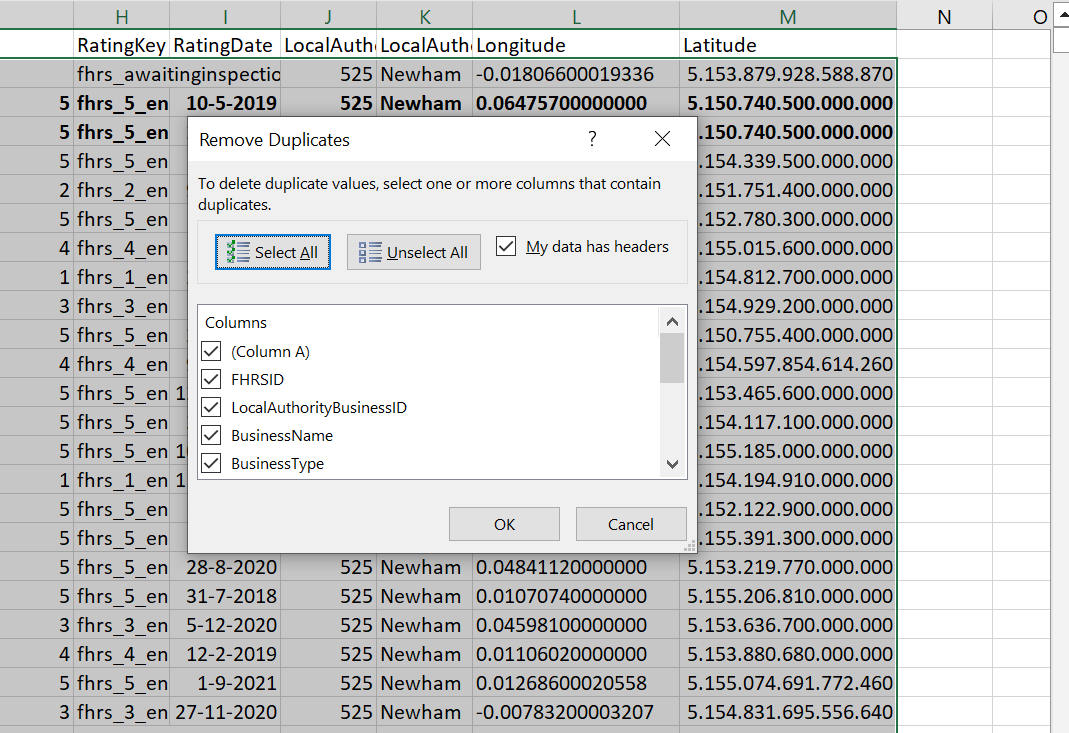 H I J K L M N O
RatingKey RatingDate LocalAuth LocalAuth Longitude Latitude
fhrs_awaitinginspectio 525 Newham -0.01806600019336 5.153.879.928.588.870
5 fhrs_5_en 10-5-2019 525 Newham 0.06475700000000 5.150.740.500.000.000
5 fhrs_5_en .150.740.500.000.000
5 fhrs_5_en .154.339.500.000.000
2 fhrs_2_en .151.751.400.000.000
5 fhrs_5_en .152.780.300.000.000
4 fhrs_4_en .155.015.600.000.000
1 fhrs_1_en .154.812.700.000.000
3 fhrs_3_en .154.929.200.000.000
5 fhrs_5_en .150.755.400.000.000
4 fhrs_4_en .154.597.854.614.260
5 fhrs_5_en 1 .153.465.600.000.000
5 fhrs_5_en .154.117.100.000.000
5 fhrs_5_en 1 .155.185.000.000.000
1 fhrs_1_en 1 .154.194.910.000.000
5 fhrs_5_en .152.122.900.000.000
5 fhrs_5_en .155.391.300.000.000
Remove Duplicates ?
To delete duplicate values, select one or more columns that contain
duplicates.
Select All Unselect All My data has headers
Columns
(Column A)
FHRSID
LocalAuthorityBusinessID
BusinessName
BusinessType
OK Cancel
5 fhrs_5_en 28-8-2020 525 Newham 0.04841120000000 5.153.219.770.000.000
5 fhrs_5_en 31-7-2018 525 Newham 0.01070740000000 5.155.206.810.000.000
3 fhrs_3_en 5-12-2020 525 Newham 0.04598100000000 5.153.636.700.000.000
4 fhrs_4_en 12-2-2019 525 Newham 0.01106020000000 5.153.880.680.000.000
5 fhrs_5_en 1-9-2021 525 Newham 0.01268600020558 5.155.074.691.772.460
3 fhrs_3_en 27-11-2020 525 Newham -0.00783200003207 5.154.831.695.556.640